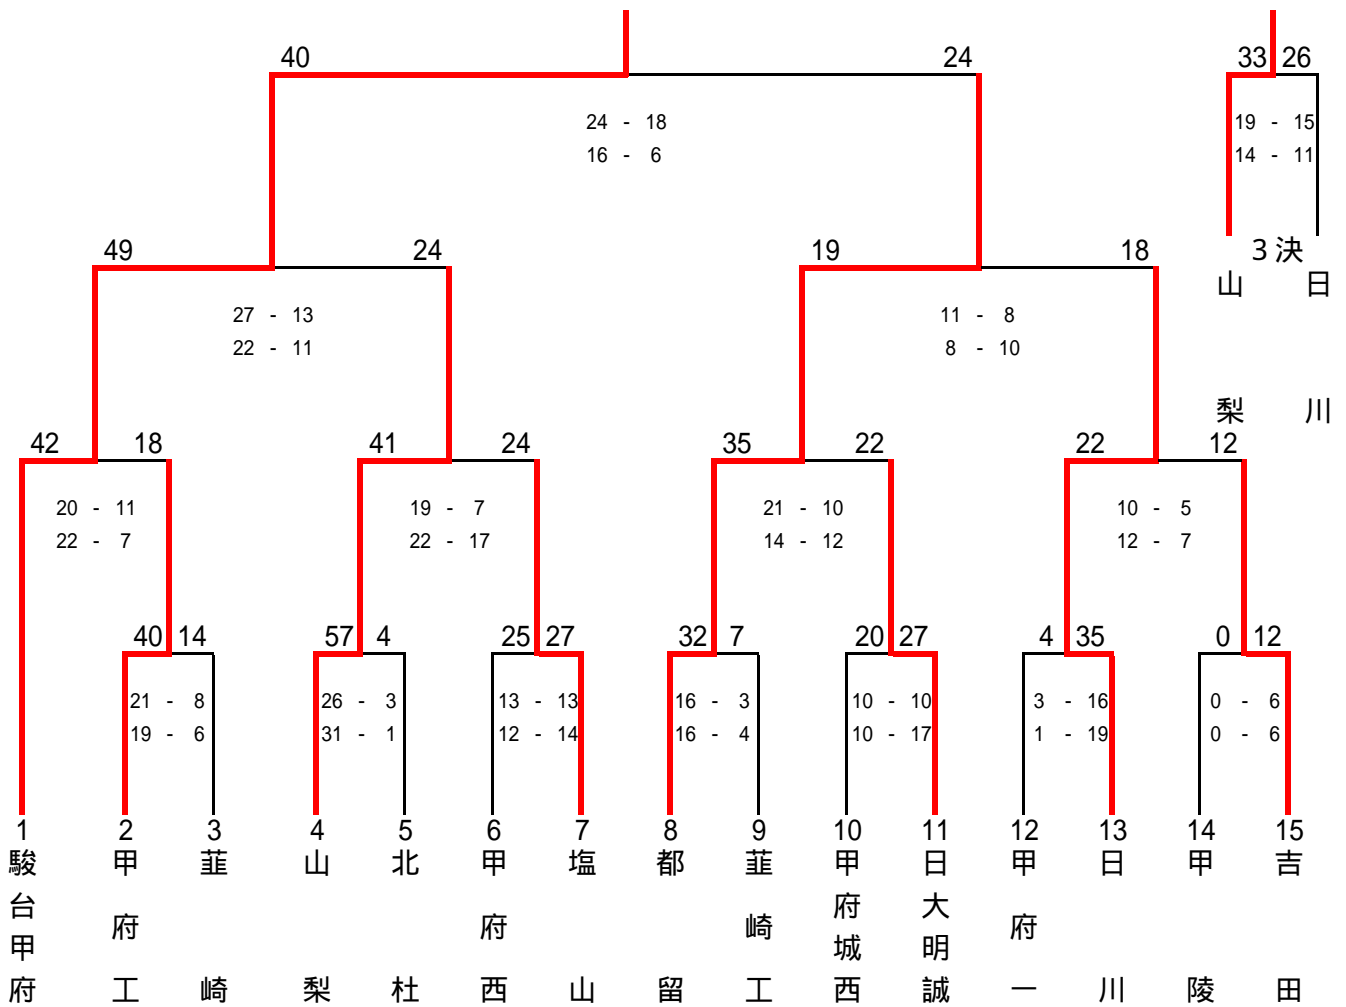 40 24 33 26
24 - 18 19 - 15
16 - 6 14 - 11
49 24 19 18 3決
山 日
27 - 13 11 - 8
22 - 11 8 - 10
梨 川
42 18 41 24 35 22 22 12
20 - 11 19 - 7 21 - 10 10 - 5
22 - 7 22 - 17 14 - 12 12 - 7
40 14 57 4 25 27 32 7 20 27 4 35 0 12
21 - 8 26 - 3 13 - 13 16 - 3 10 - 10 3 - 16 0 - 6
19 - 6 31 - 1 12 - 14 16 - 4 10 - 17 1 - 19 0 - 6
1 2 3 4 5 6 7 8 9 10 11 12 13 14 15
駿台甲府
甲府工
韮崎
山梨
北杜
甲府西
塩山
都留
韮崎工
甲府城西
日大明誠
甲府一
日川
甲陵
吉田